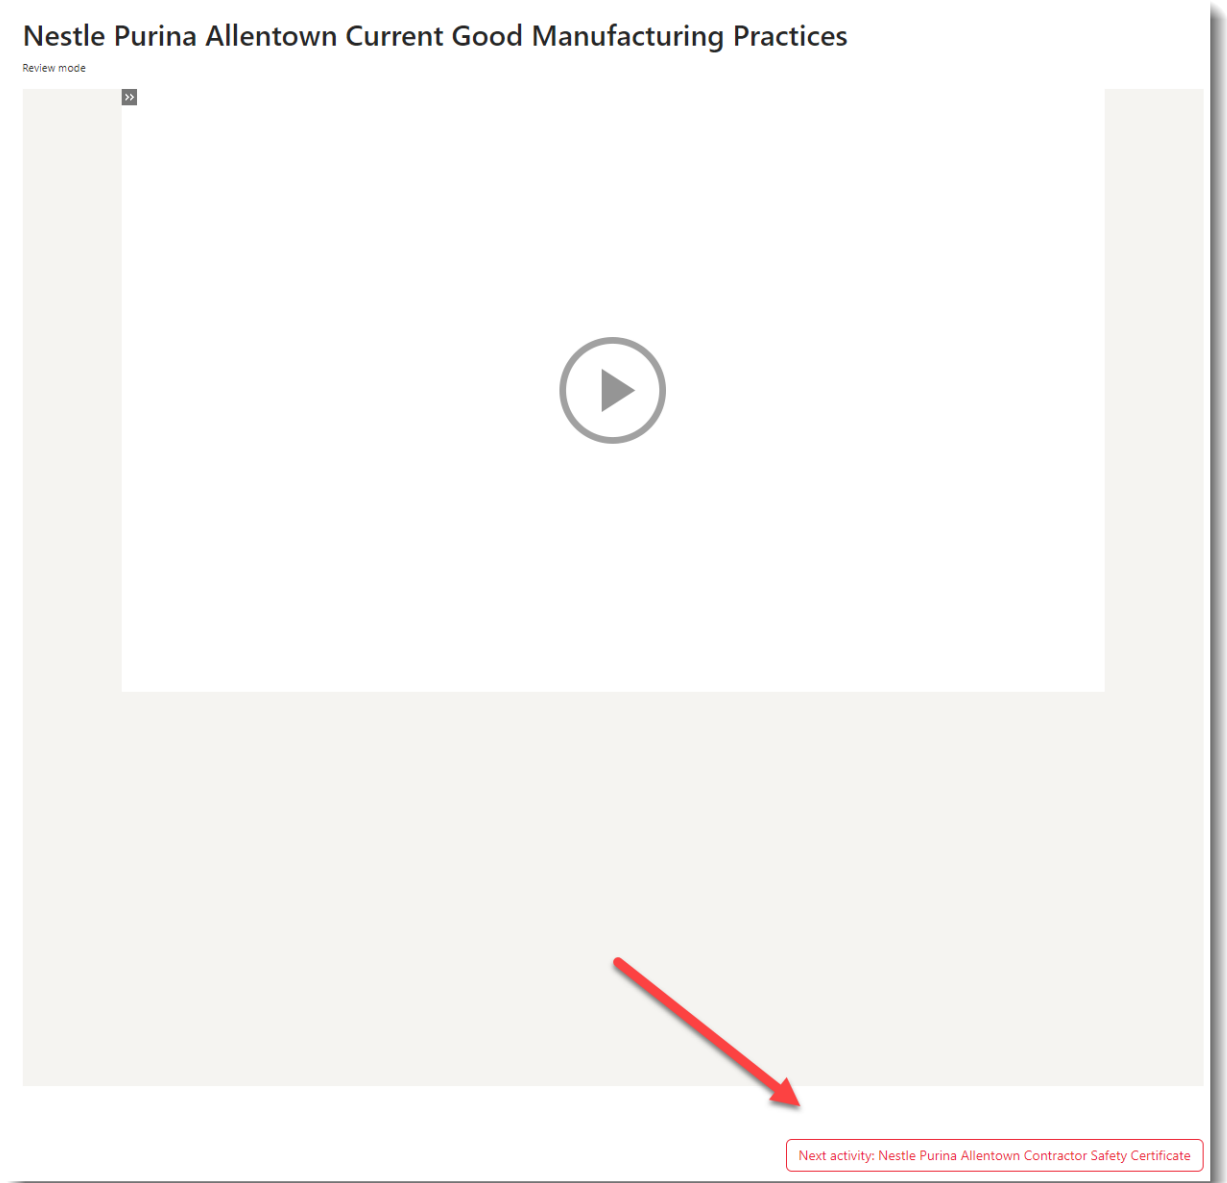 Nestle Purina Allentown Current Good Manufacturing Practices
Review mode
Next activity: Nestle Purina Allentown Contractor Safety Certificate